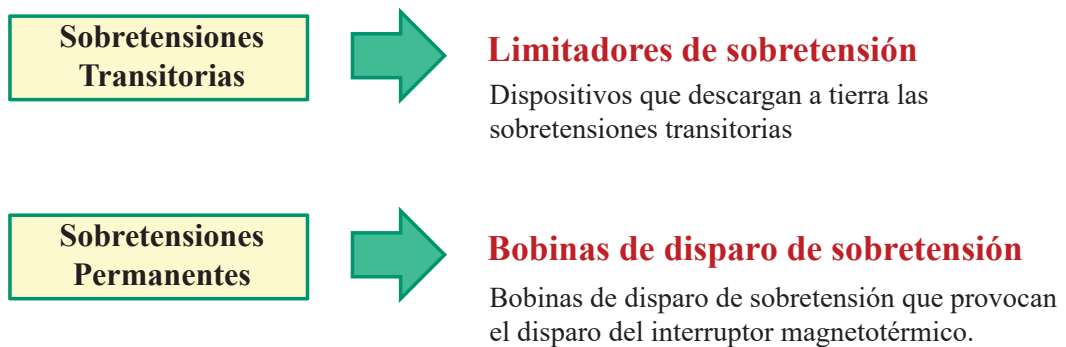 Sobretensiones
Transitorias
Limitadores de sobretensión
Dispositivos que descargan a tierra las
sobretensiones transitorias
Sobretensiones
Permanentes
Bobinas de disparo de sobretensión
Bobinas de disparo de sobretensión que provocan
el disparo del interruptor magnetotérmico.